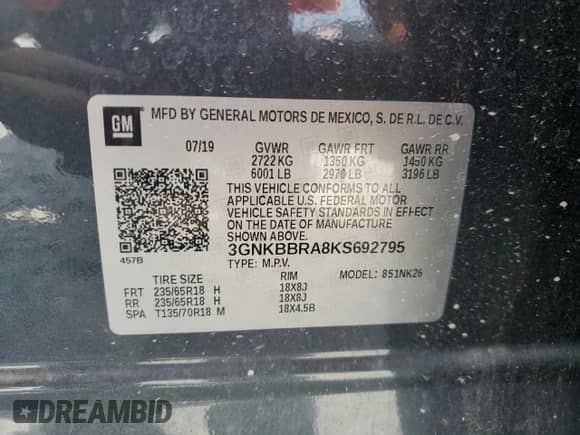 GM
MFD BY GENERAL MOTORS DE MEXICO, S. DE R.L. DE C.V.
07/19 GVWR GAWR FRT GAWR RR
2722 KG 1350 KG 1450 KG
6001 LB 2976 LB 3196 LB
THIS VEHICLE CONFORMS TO ALL
APPLICABLE U.S. FEDERAL MOTOR
VEHICLE SAFETY STANDARDS IN EFFECT
ON THE DATE OF MANUFACTURE
SHOWN ABOVE.
3GNKBBRA8KS692795
457B TYPE: M.P.V. MODEL: 851NK26
TIRE SIZE RIM
FRT 235/65R18 H 18X8J
RR 235/65R18 H 18X8J
SPA T135/70R18 M 18X4.5B
DREAMBID